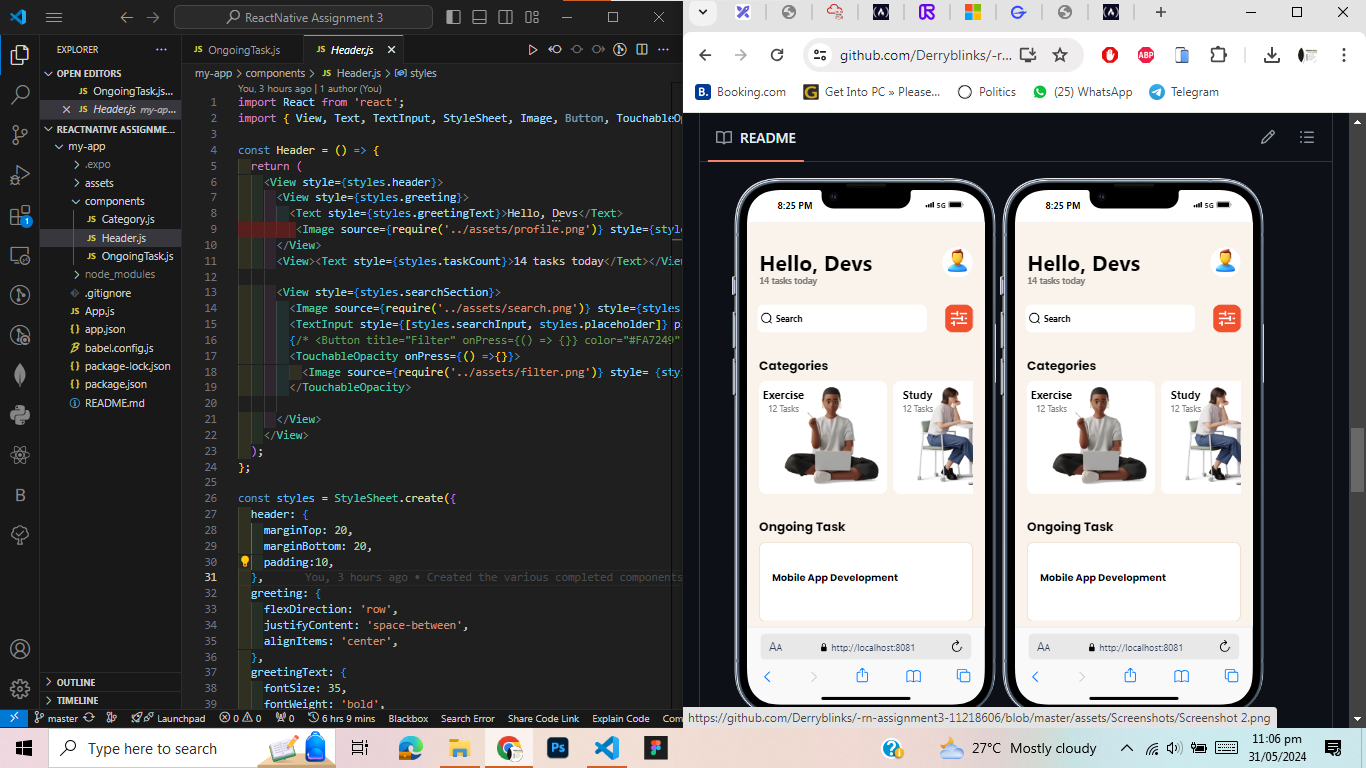 ReactNative Assignment 3
EXPLORER
OPEN EDITORS
OngoingTask.js...
Header.js my-ap...
REACTNATIVE ASSIGNME...
my-app
.expo
assets
components
Category.js
Header.js
OngoingTask.js
node_modules
.gitignore
App.js
app.json
babel.config.js
package-lock.json
package.json
README.md
OUTLINE
TIMELINE
OngoingTask.js
Header.js
my-app > components > JS Header.js > styles
You, 3 hours ago | 1 author (You)
1 import React from 'react';
2 import { View, Text, TextInput, StyleSheet, Image, Button, TouchableOp
3
4 const Header = () => {
5 return (
6 <View style={styles.header}>
7 <View style={styles.greeting}>
8 <Text style={styles.greetingText}>Hello, Devs</Text>
9 <Image source={require('../assets/profile.png')} style={style
10 </View>
11 <View><Text style={styles.taskCount}>14 tasks today</Text></View
12
13 <View style={styles.searchSection}>
14 <Image source={require('../assets/search.png')} style={styles
15 <TextInput style={[styles.searchInput, styles.placeholder]} pl
16 {/* <Button title="Filter" onPress={() => {}} color="#FA7249"
17 <TouchableOpacity onPress={() =>{}}>
18 <Image source={require('../assets/filter.png')} style= {sty
19 </TouchableOpacity>
20
21 </View>
22 </View>
23 );
24 };
25
26 const styles = StyleSheet.create({
27 header: {
28 marginTop: 20,
29 marginBottom: 20,
30 padding:10,
31 }, You, 3 hours ago • Created the various completed components
32 greeting: {
33 flexDirection: 'row',
34 justifyContent: 'space-between',
35 alignItems: 'center',
36 },
37 greetingText: {
38 fontSize: 35,
39 fontWeight: 'bold',
master
Launchpad
0 0
0
6 hrs 9 mins
Blackbox
Search Error
Share Code Link
Explain Code
Com
github.com/Derryblinks/-r...
Booking.com
Get Into PC » Please...
Politics
(25) WhatsApp
Telegram
README
8:25 PM
5G
Hello, Devs
14 tasks today
Search
Categories
Exercise
12 Tasks
Study
12 Tasks
Ongoing Task
Mobile App Development
AA
http://localhost:8081
8:25 PM
5G
Hello, Devs
14 tasks today
Search
Categories
Exercise
12 Tasks
Study
12 Tasks
Ongoing Task
Mobile App Development
AA
http://localhost:8081
https://github.com/Derryblinks/-rn-assignment3-11218606/blob/master/assets/Screenshots/Screenshot 2.png
Type here to search
27°C Mostly cloudy
11:06 pm
31/05/2024